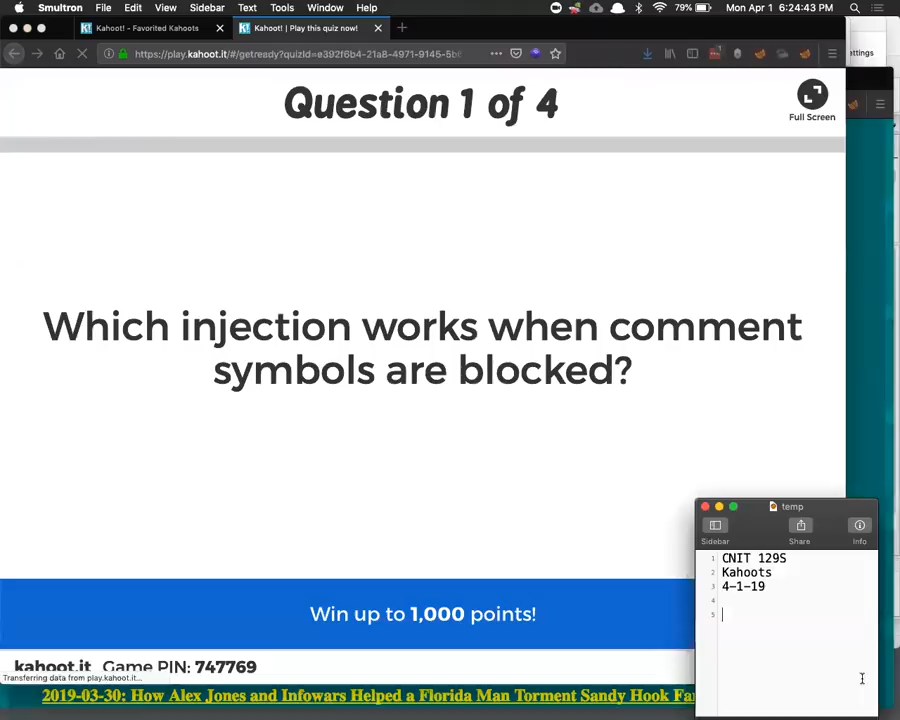 Smultron File Edit View Sidebar Text Tools Window Help 79% Mon Apr 1 6:24:43 PM
Kahoot! - Favorited Kahoots
Kahoot! | Play this quiz now!
https://play.kahoot.it/#/getready?quizId=e392f6b4-21a8-4971-9145-5b6
ettings
Question 1 of 4
Full Screen
Which injection works when comment
symbols are blocked?
Win up to 1,000 points!
kahoot.it Game PIN: 747769
Transferring data from play.kahoot.it...
2019-03-30: How Alex Jones and Infowars Helped a Florida Man Torment Sandy Hook
temp
Sidebar Share Info
1 CNIT 129S
2 Kahoots
3 4-1-19
4
5